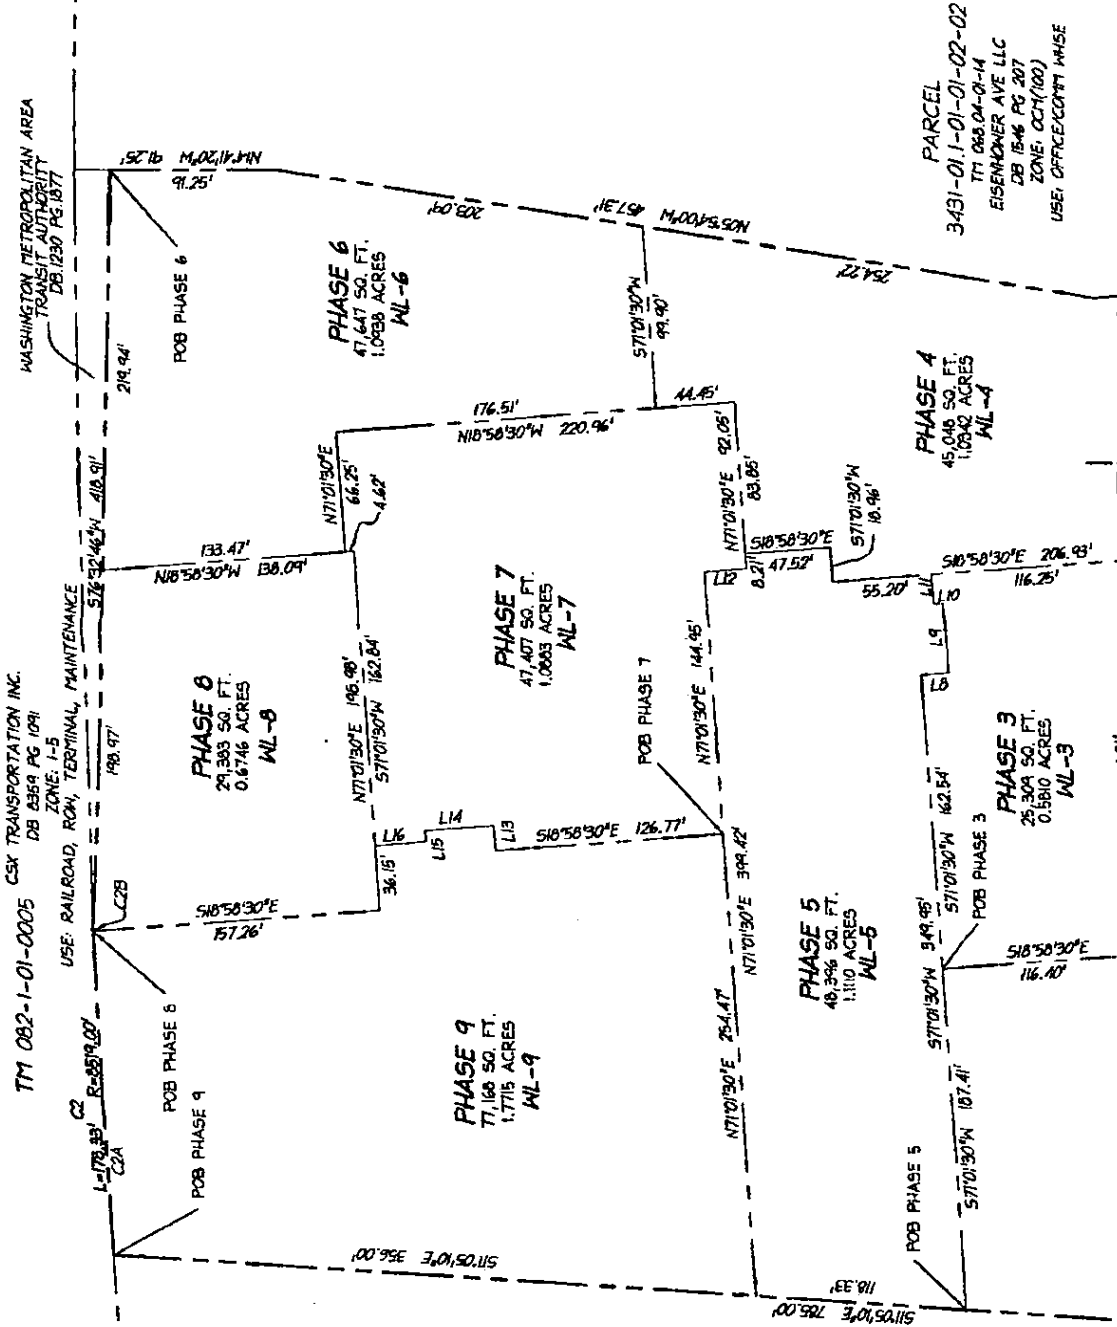 TM 082-1-01-0005
CSX TRANSPORTATION INC.
DB 8359 PG 1091
ZONE: I-5
USE: RAILROAD, ROW, TERMINAL, MAINTENANCE
WASHINGTON METROPOLITAN AREA
TRANSIT AUTHORITY
DB.1230 PG.1877
L=178.33'
C2
R=8519.00'
C2A
C2B
198.97'
S76°32'46"W 418.91'
219.94'
POB PHASE 9
POB PHASE 8
POB PHASE 6
N14°41'20"W 91.25'
91.25'
203.09'
N05°54'00"W 457.31'
254.22'
PHASE 6
47,647 SQ. FT.
1.0938 ACRES
WL-6
S71°01'30"W
99.90'
176.51'
N18°58'30"W 220.96'
44.45'
N71°01'30"E
66.25'
4.62'
133.47'
N18°58'30"W 138.09'
PHASE 8
29,383 SQ. FT.
0.6746 ACRES
WL-8
N71°01'30"E 198.98'
S71°01'30"W 162.84'
36.15'
S18°58'30"E
157.26'
PHASE 7
47,407 SQ. FT.
1.0883 ACRES
WL-7
L16
L15
L14
L13
S18°58'30"E 126.77'
POB PHASE 7
N71°01'30"E 144.95'
L12
8.21'
N71°01'30"E 92.05'
83.85'
S18°58'30"E
47.52'
S71°01'30"W
18.96'
55.20'
L11
L10
L9
L8
S18°58'30"E 206.93'
116.25'
PHASE 4
45,048 SQ. FT.
1.0342 ACRES
WL-4
PARCEL
3431-01.1-01-01-02-02
TM 068.04-01-14
EISENHOWER AVE LLC
DB 1546 PG 207
ZONE: OCM(100)
USE: OFFICE/COMM WHSE
PHASE 9
77,168 SQ. FT.
1.7715 ACRES
WL-9
N71°01'30"E 399.42'
N71°01'30"E 254.47'
PHASE 5
48,396 SQ. FT.
1.1110 ACRES
WL-5
S71°01'30"W 162.54'
S71°01'30"W 349.95'
S71°01'30"W 187.41'
PHASE 3
25,309 SQ. FT.
0.5810 ACRES
WL-3
POB PHASE 3
S18°58'30"E
116.40'
POB PHASE 5
S11°05'10"E 356.00'
118.33'
S11°05'10"E 785.00'